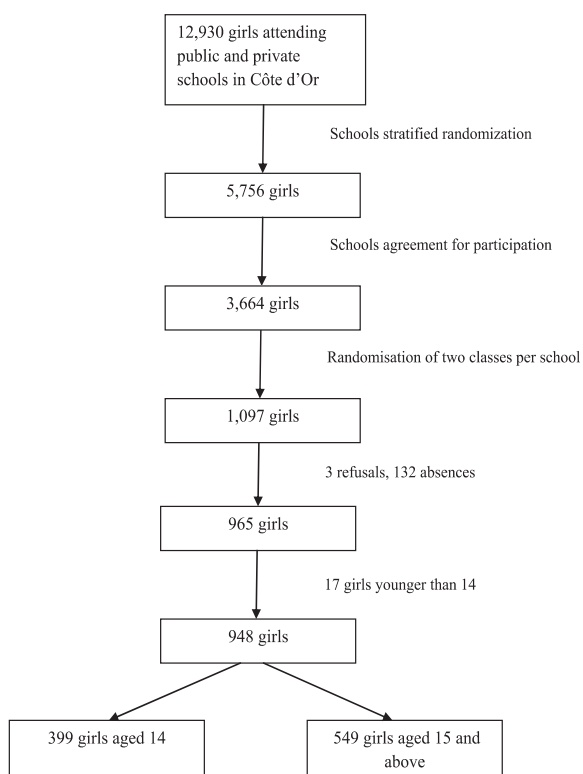 12,930 girls attending
public and private
schools in Côte d’Or
Schools stratified randomization
5,756 girls
Schools agreement for participation
3,664 girls
Randomisation of two classes per school
1,097 girls
3 refusals, 132 absences
965 girls
17 girls younger than 14
948 girls
399 girls aged 14
549 girls aged 15 and
above